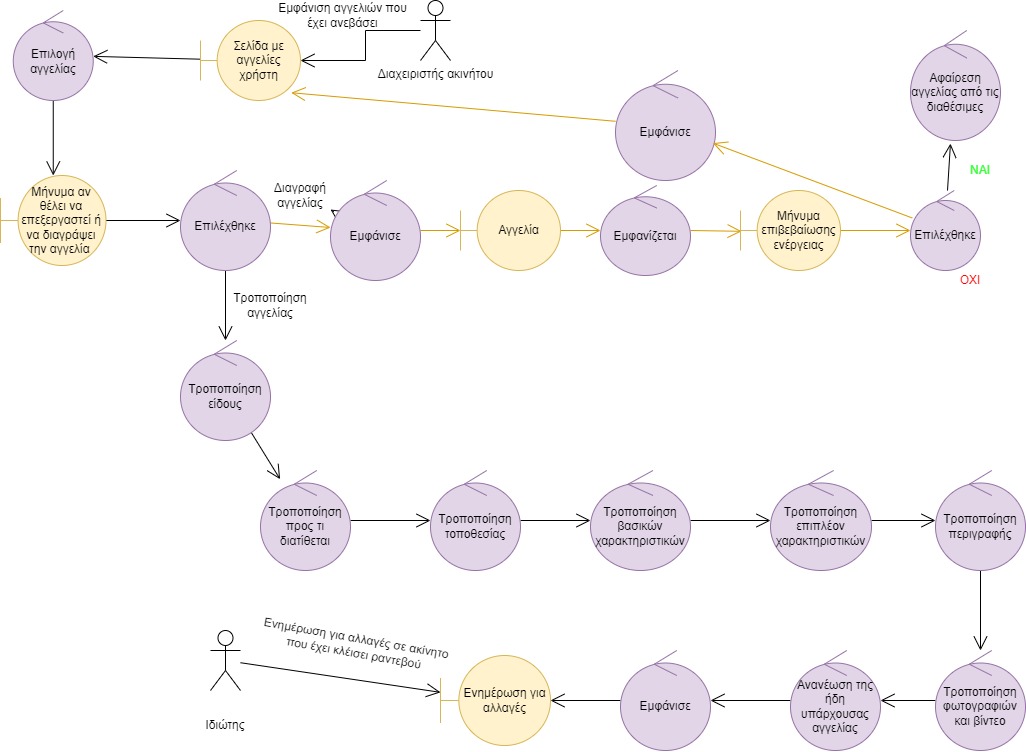 Εμφάνιση αγγελιών που
έχει ανεβάσει
Επιλογή
αγγελίας
Σελίδα με
αγγελίες
χρήστη
Διαχειριστής ακινήτου
Αφαίρεση
αγγελίας από τις
διαθέσιμες
Εμφάνισε
ΝΑΙ
Μήνυμα αν
θέλει να
επεξεργαστεί ή
να διαγράψει
την αγγελία
Επιλέχθηκε
Διαγραφή
αγγελίας
Εμφάνισε
Αγγελία
Εμφανίζεται
Μήνυμα
επιβεβαίωσης
ενέργειας
Επιλέχθηκε
ΟΧΙ
Τροποποίηση
αγγελίας
Τροποποίηση
είδους
Τροποποίηση
προς τι
διατίθεται
Τροποποίηση
τοποθεσίας
Τροποποίηση
βασικών
χαρακτηριστικών
Τροποποίηση
επιπλέον
χαρακτηριστικών
Τροποποίηση
περιγραφής
Ιδιώτης
Ενημέρωση για αλλαγές σε ακίνητο
που έχει κλέισει ραντεβού
Ενημέρωση για
αλλαγές
Εμφάνισε
Ανανέωση της
ήδη
υπάρχουσας
αγγελίας
Τροποποίηση
φωτογραφιών
και βίντεο